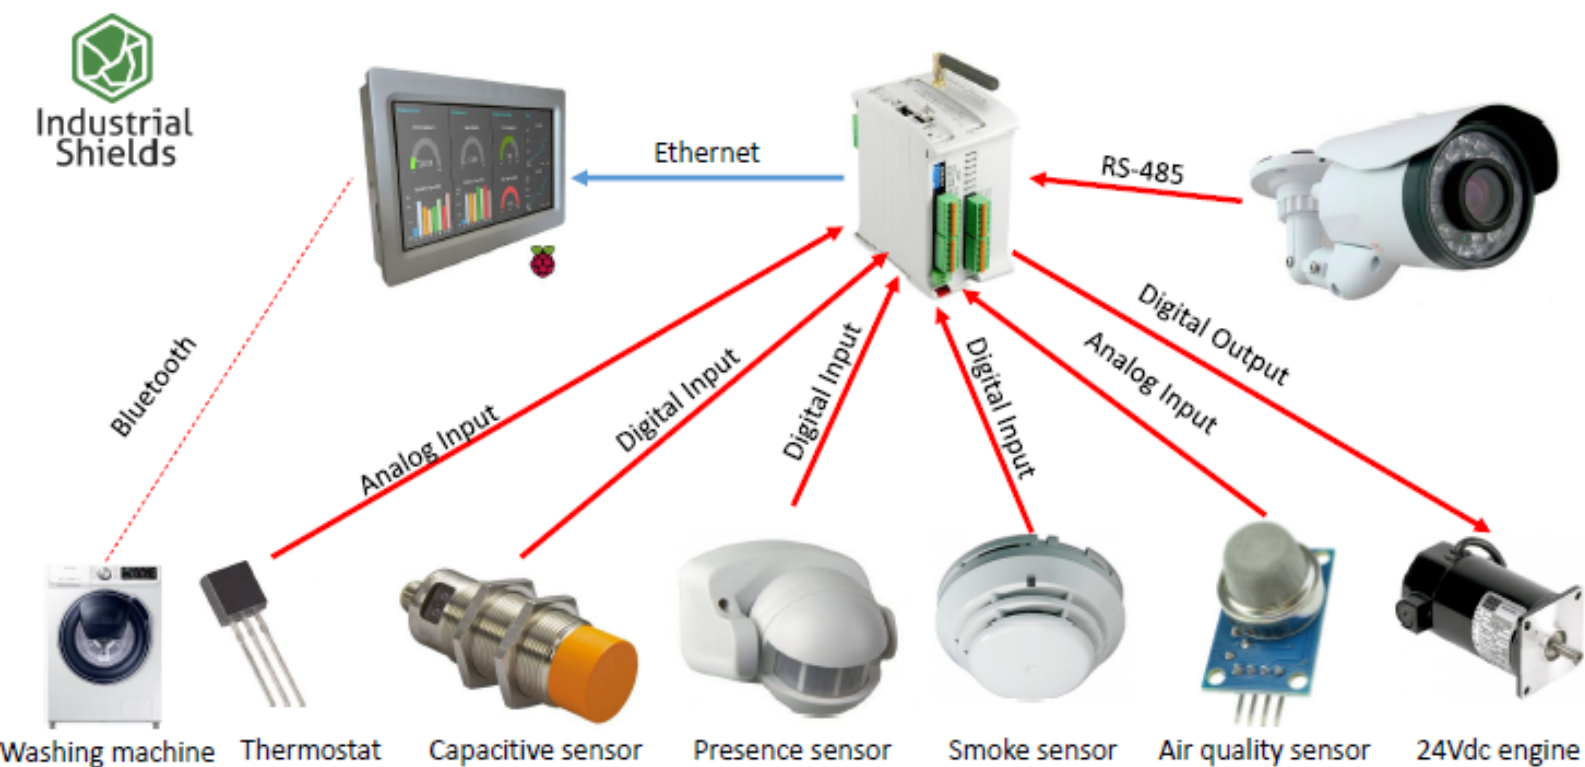 Industrial
Shields
Ethernet
RS-485
Bluetooth
Analog Input
Digital Input
Digital Input
Digital Input
Analog Input
Digital Output
Washing machine
Thermostat
Capacitive sensor
Presence sensor
Smoke sensor
Air quality sensor
24Vdc engine